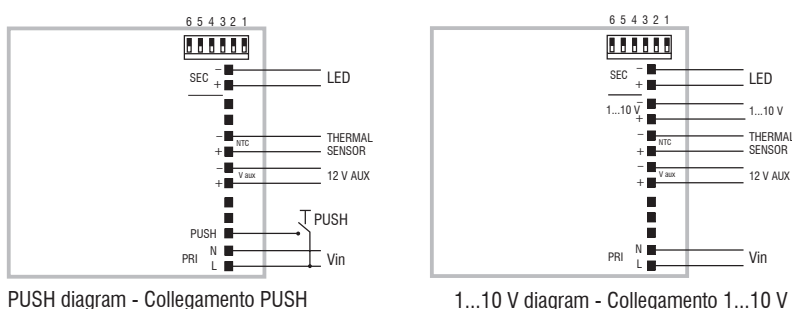 6 5 4 3 2 1
SEC
−
+
LED
−
+
NTC
THERMAL
SENSOR
−
+
V aux
12 V AUX
PUSH
PUSH
PRI
N
L
Vin
PUSH diagram - Collegamento PUSH
6 5 4 3 2 1
SEC
−
+
LED
1...10 V
−
+
1...10 V
−
+
NTC
THERMAL
SENSOR
−
+
V aux
12 V AUX
PRI
N
L
Vin
1...10 V diagram - Collegamento 1...10 V